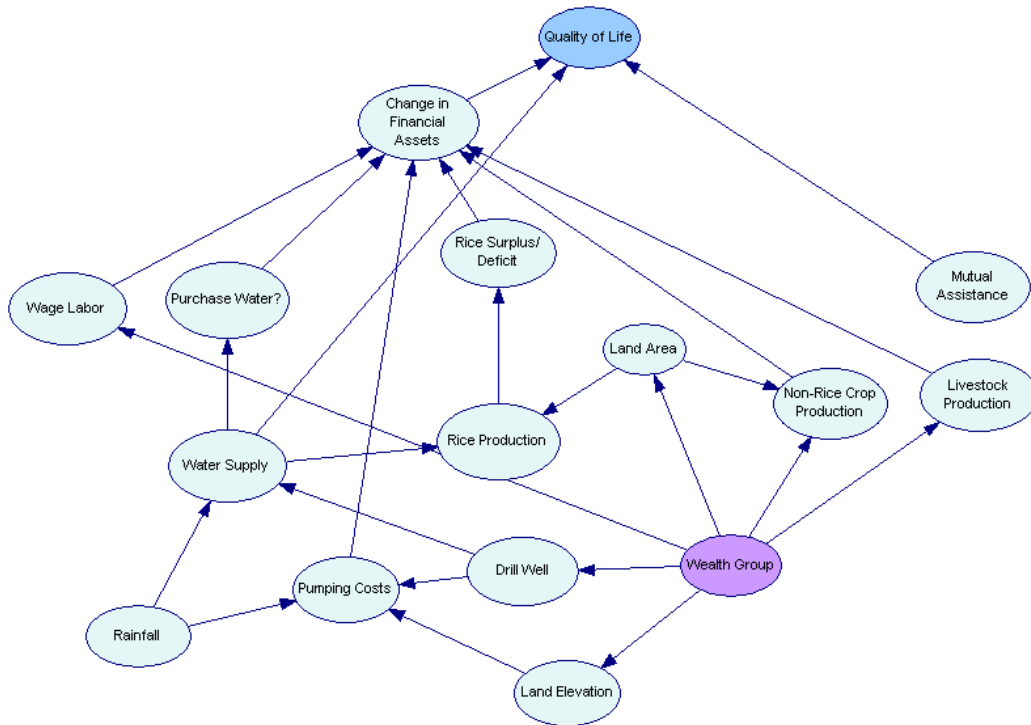 Quality of Life
Change in
Financial
Assets
Rice Surplus/
Deficit
Mutual
Assistance
Wage Labor
Purchase Water?
Land Area
Non-Rice Crop
Production
Livestock
Production
Rice Production
Water Supply
Drill Well
Wealth Group
Pumping Costs
Rainfall
Land Elevation